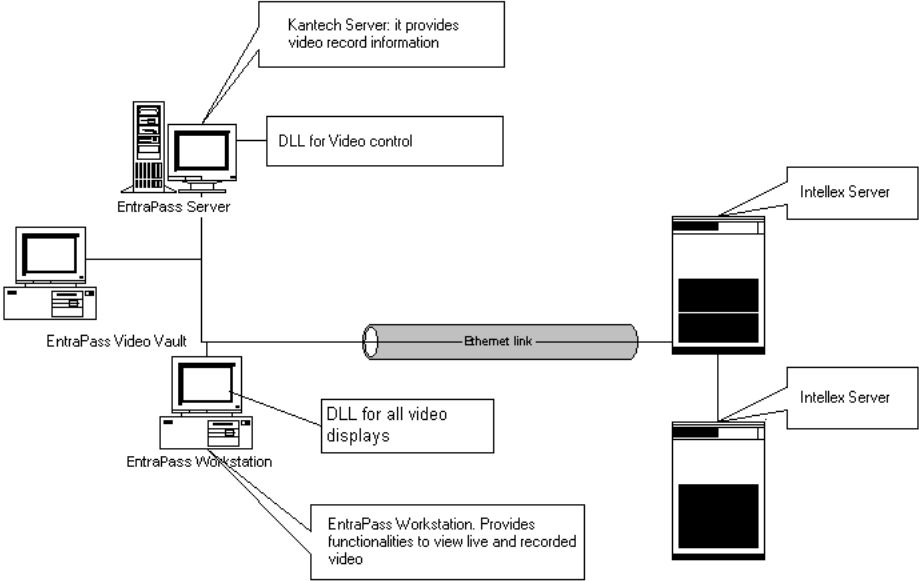 Kantech Server: it provides
video record information
DLL for Video control
EntraPass Server
Intellex Server
EntraPass Video Vault
Ethernet link
DLL for all video
displays
Intellex Server
EntraPass Workstation
EntraPass Workstation. Provides
functionalities to view live and recorded
video